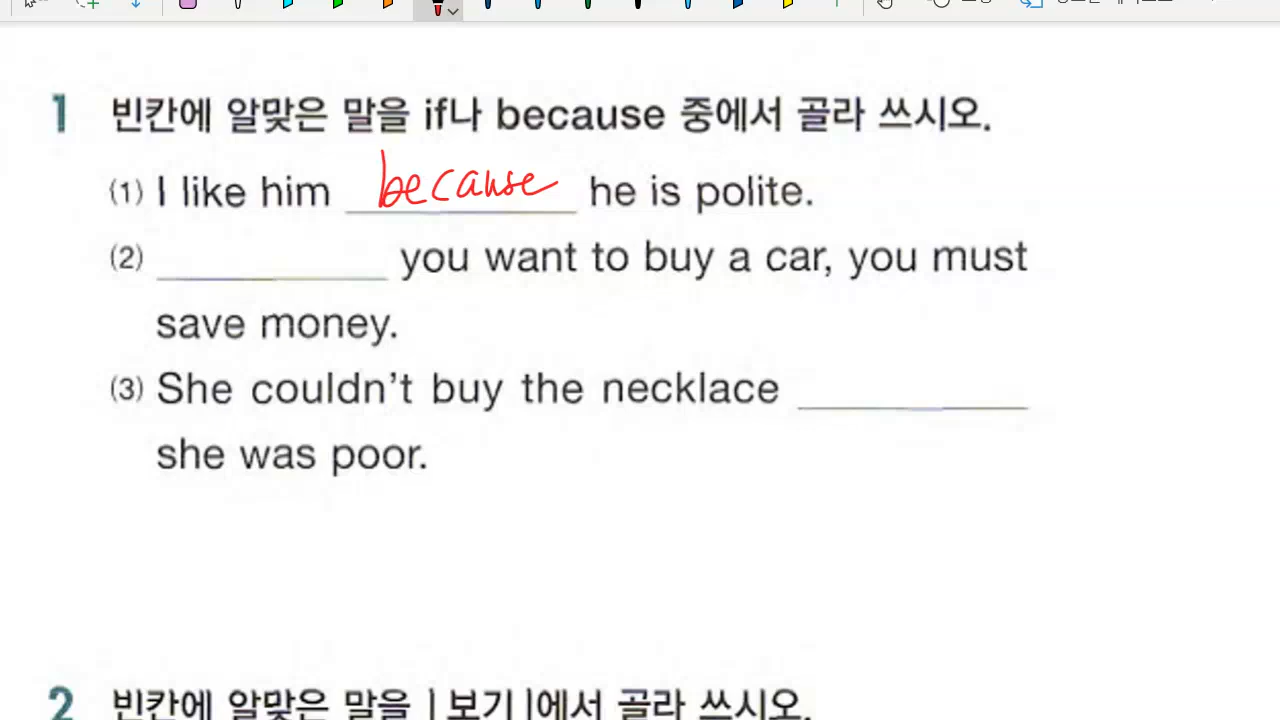 1 빈칸에 알맞은 말을 if나 because 중에서 골라 쓰시오.
(1) I like him because he is polite.
(2) __________ you want to buy a car, you must
save money.
(3) She couldn't buy the necklace __________
she was poor.
2 빈칸에 알맞은 말을 | 보기 |에서 골라 쓰시오.